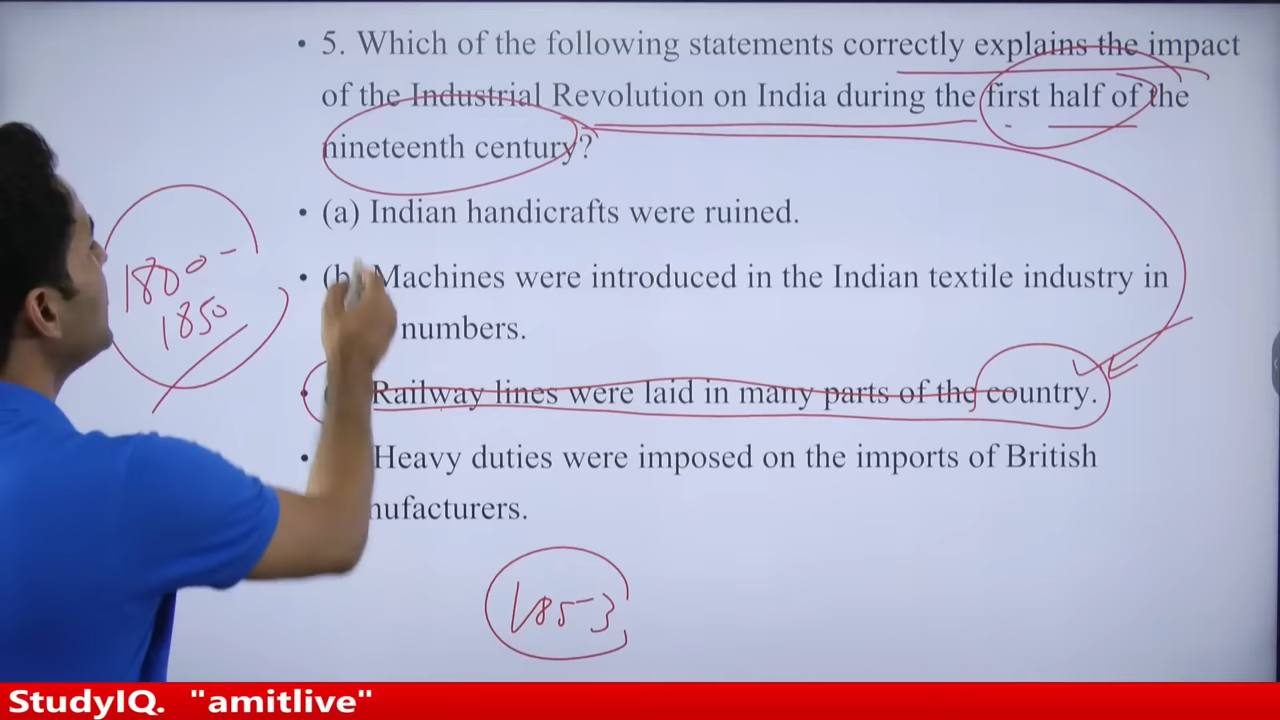 • 5. Which of the following statements correctly explains the impact
of the Industrial Revolution on India during the first half of the
nineteenth century?
• (a) Indian handicrafts were ruined.
• (b) Machines were introduced in the Indian textile industry in
numbers.
• Railway lines were laid in many parts of the country.
• Heavy duties were imposed on the imports of British
nufacturers.
1800 -
1850
1853
StudyIQ. "amitlive"